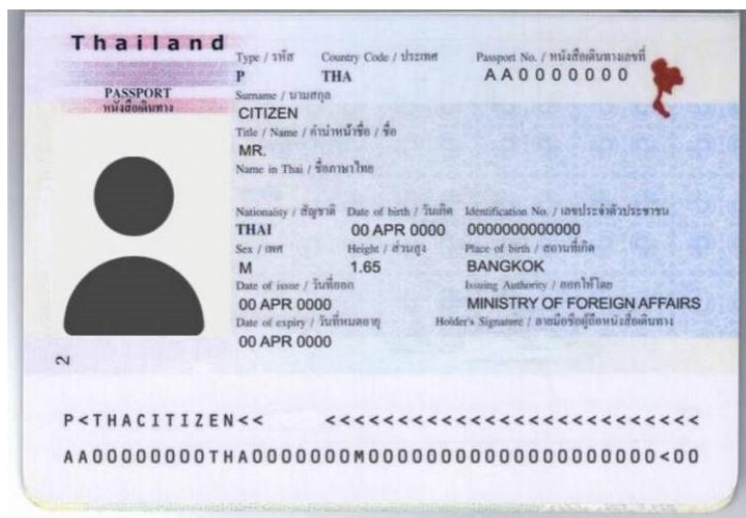 Thailand
PASSPORT
หนังสือเดินทาง
Type / รหัส Country Code / ประเทศ Passport No. / หนังสือเดินทางเลขที่
P THA AA0000000
Surname / นามสกุล
CITIZEN
Title / Name / คำนำหน้าชื่อ / ชื่อ
MR.
Name in Thai / ชื่อภาษาไทย
Nationality / สัญชาติ Date of birth / วันเกิด Identification No. / เลขประจำตัวประชาชน
THAI 00 APR 0000 0000000000000
Sex / เพศ Height / ส่วนสูง Place of birth / สถานที่เกิด
M 1.65 BANGKOK
Date of issue / วันที่ออก Issuing Authority / ออกให้โดย
00 APR 0000 MINISTRY OF FOREIGN AFFAIRS
Date of expiry / วันที่หมดอายุ Holder's Signature / ลายมือชื่อผู้ถือหนังสือเดินทาง
00 APR 0000
2
P<THACITIZEN<< <<<<<<<<<<<<<<<<<<<<<<<<<<
AA00000000THA0000000M0000000000000000000000<00